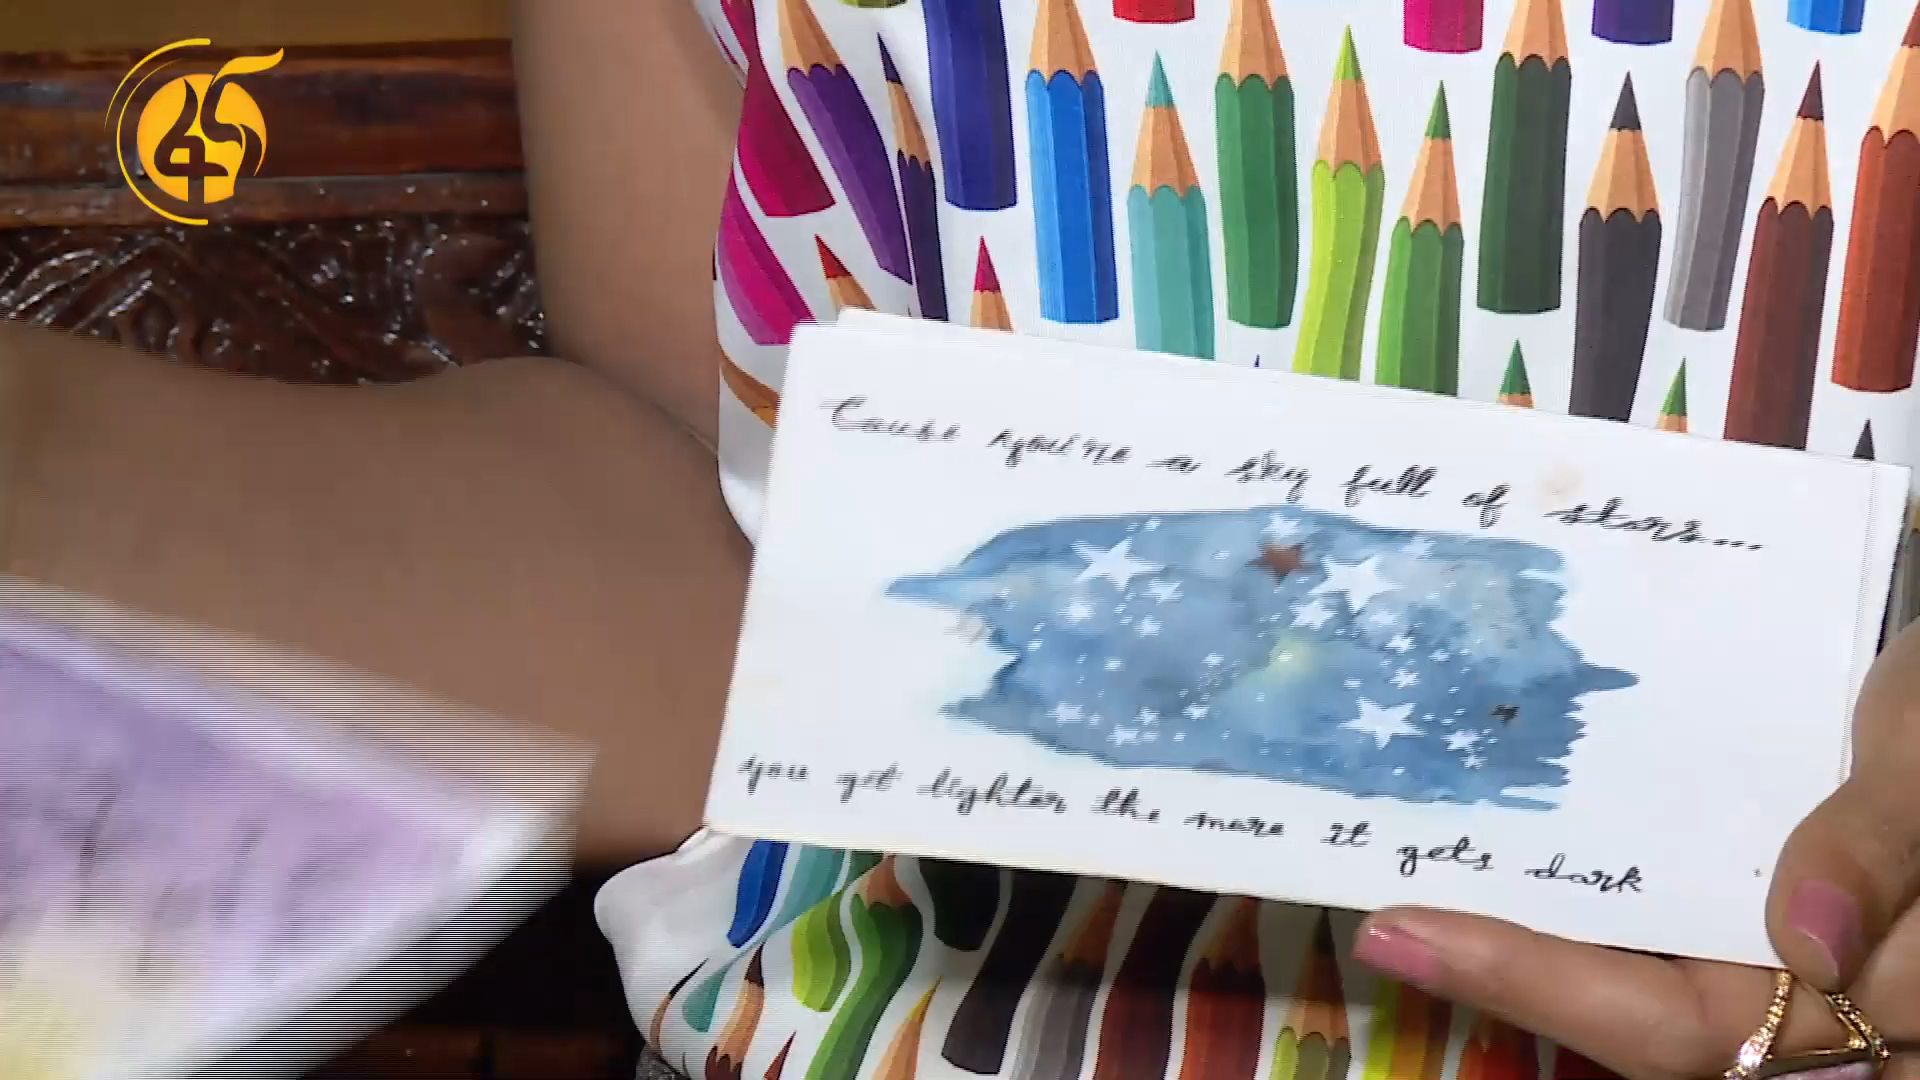 Cause you're a sky full of stars...
you get lighter the more it gets dark